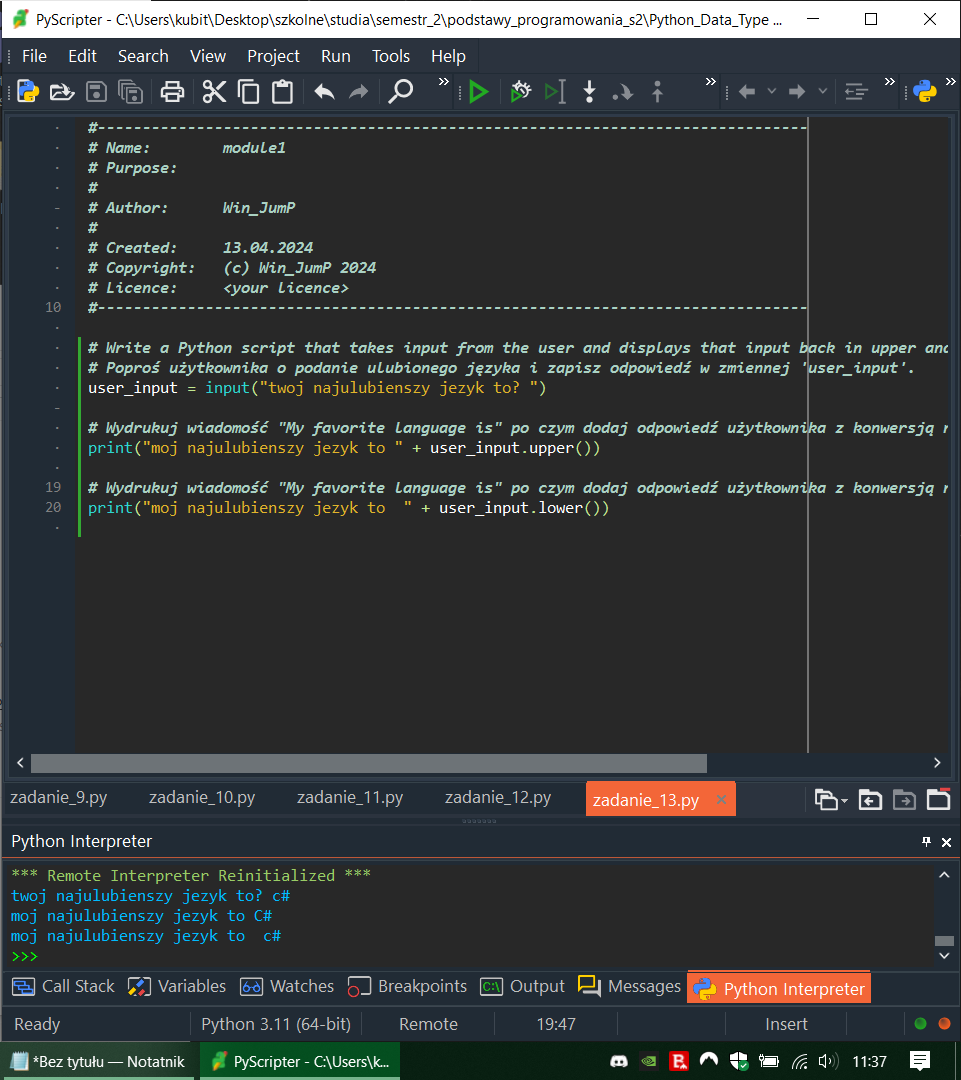 PyScripter - C:\Users\kubit\Desktop\szkolne\studia\semestr_2\podstawy_programowania_s2\Python_Data_Type ...
File Edit Search View Project Run Tools Help
#-------------------------------------------------------------------------------
# Name:        module1
# Purpose:
#
# Author:      Win_JumP
#
# Created:     13.04.2024
# Copyright:   (c) Win_JumP 2024
# Licence:     <your licence>
10 #-------------------------------------------------------------------------------
# Write a Python script that takes input from the user and displays that input back in upper and
# Poproś użytkownika o podanie ulubionego języka i zapisz odpowiedź w zmiennej 'user_input'.
user_input = input("twoj najulubienszy jezyk to? ")
# Wydrukuj wiadomość "My favorite language is" po czym dodaj odpowiedź użytkownika z konwersją
print("moj najulubienszy jezyk to " + user_input.upper())
19 # Wydrukuj wiadomość "My favorite language is" po czym dodaj odpowiedź użytkownika z konwersją
20 print("moj najulubienszy jezyk to  " + user_input.lower())
zadanie_9.py zadanie_10.py zadanie_11.py zadanie_12.py zadanie_13.py
Python Interpreter
*** Remote Interpreter Reinitialized ***
twoj najulubienszy jezyk to? c#
moj najulubienszy jezyk to C#
moj najulubienszy jezyk to  c#
>>>
Call Stack Variables Watches Breakpoints Output Messages Python Interpreter
Ready Python 3.11 (64-bit) Remote 19:47 Insert
*Bez tytułu — Notatnik PyScripter - C:\Users\k... 11:37